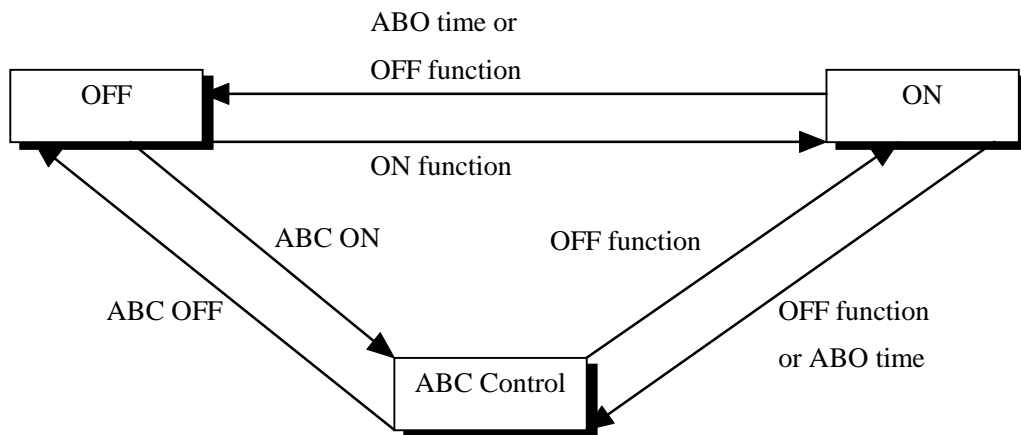 ABO time or
OFF function
OFF
ON
ON function
ABC ON
OFF function
ABC OFF
OFF function
or ABO time
ABC Control